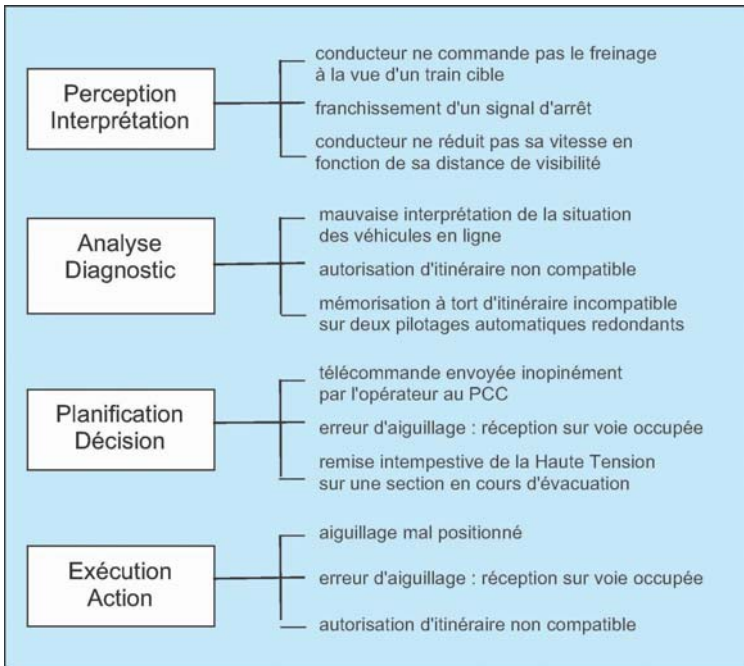 Perception
Interprétation
conducteur ne commande pas le freinage
à la vue d'un train cible
franchissement d'un signal d'arrêt
conducteur ne réduit pas sa vitesse en
fonction de sa distance de visibilité
Analyse
Diagnostic
mauvaise interprétation de la situation
des véhicules en ligne
autorisation d'itinéraire non compatible
mémorisation à tort d'itinéraire incompatible
sur deux pilotages automatiques redondants
Planification
Décision
télécommande envoyée inopinément
par l'opérateur au PCC
erreur d'aiguillage : réception sur voie occupée
remise intempestive de la Haute Tension
sur une section en cours d'évacuation
Exécution
Action
aiguillage mal positionné
erreur d'aiguillage : réception sur voie occupée
autorisation d'itinéraire non compatible